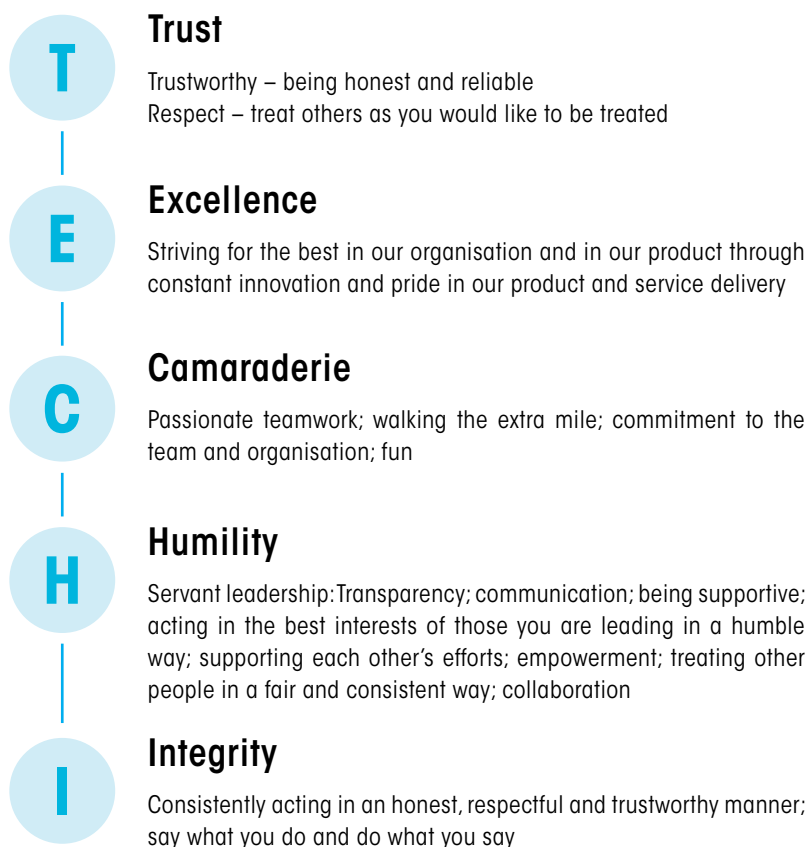 T
Trust
Trustworthy – being honest and reliable
Respect – treat others as you would like to be treated
E
Excellence
Striving for the best in our organisation and in our product through
constant innovation and pride in our product and service delivery
C
Camaraderie
Passionate teamwork; walking the extra mile; commitment to the
team and organisation; fun
H
Humility
Servant leadership: Transparency; communication; being supportive;
acting in the best interests of those you are leading in a humble
way; supporting each other’s efforts; empowerment; treating other
people in a fair and consistent way; collaboration
I
Integrity
Consistently acting in an honest, respectful and trustworthy manner;
say what you do and do what you say